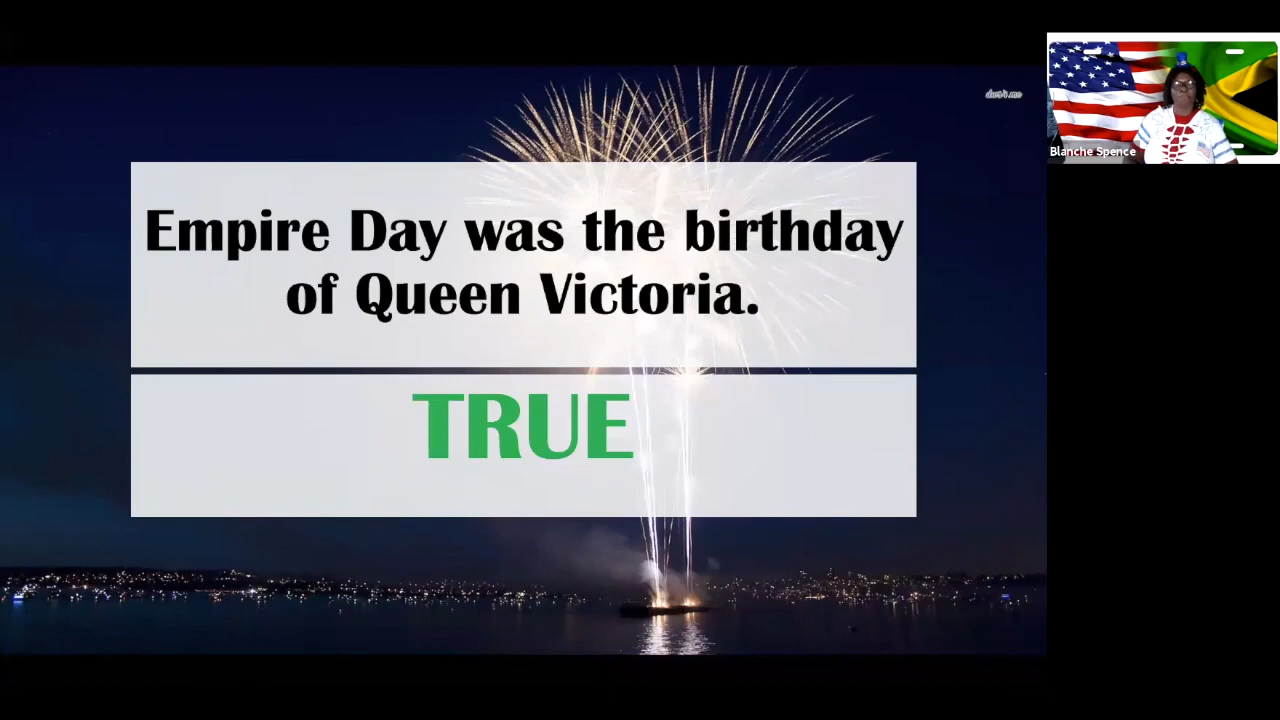 Empire Day was the birthday
of Queen Victoria.
TRUE
Blanche Spence